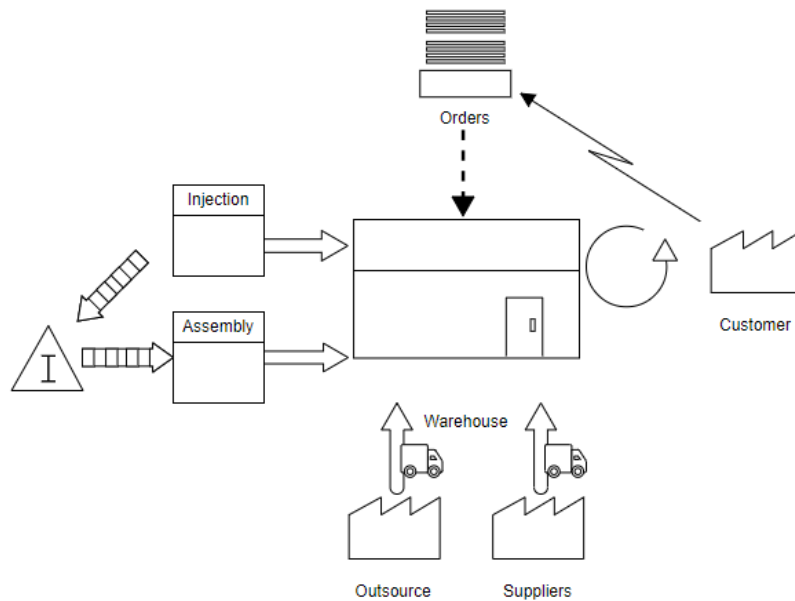 Orders
Injection
Assembly
I
Customer
Warehouse
Outsource
Suppliers